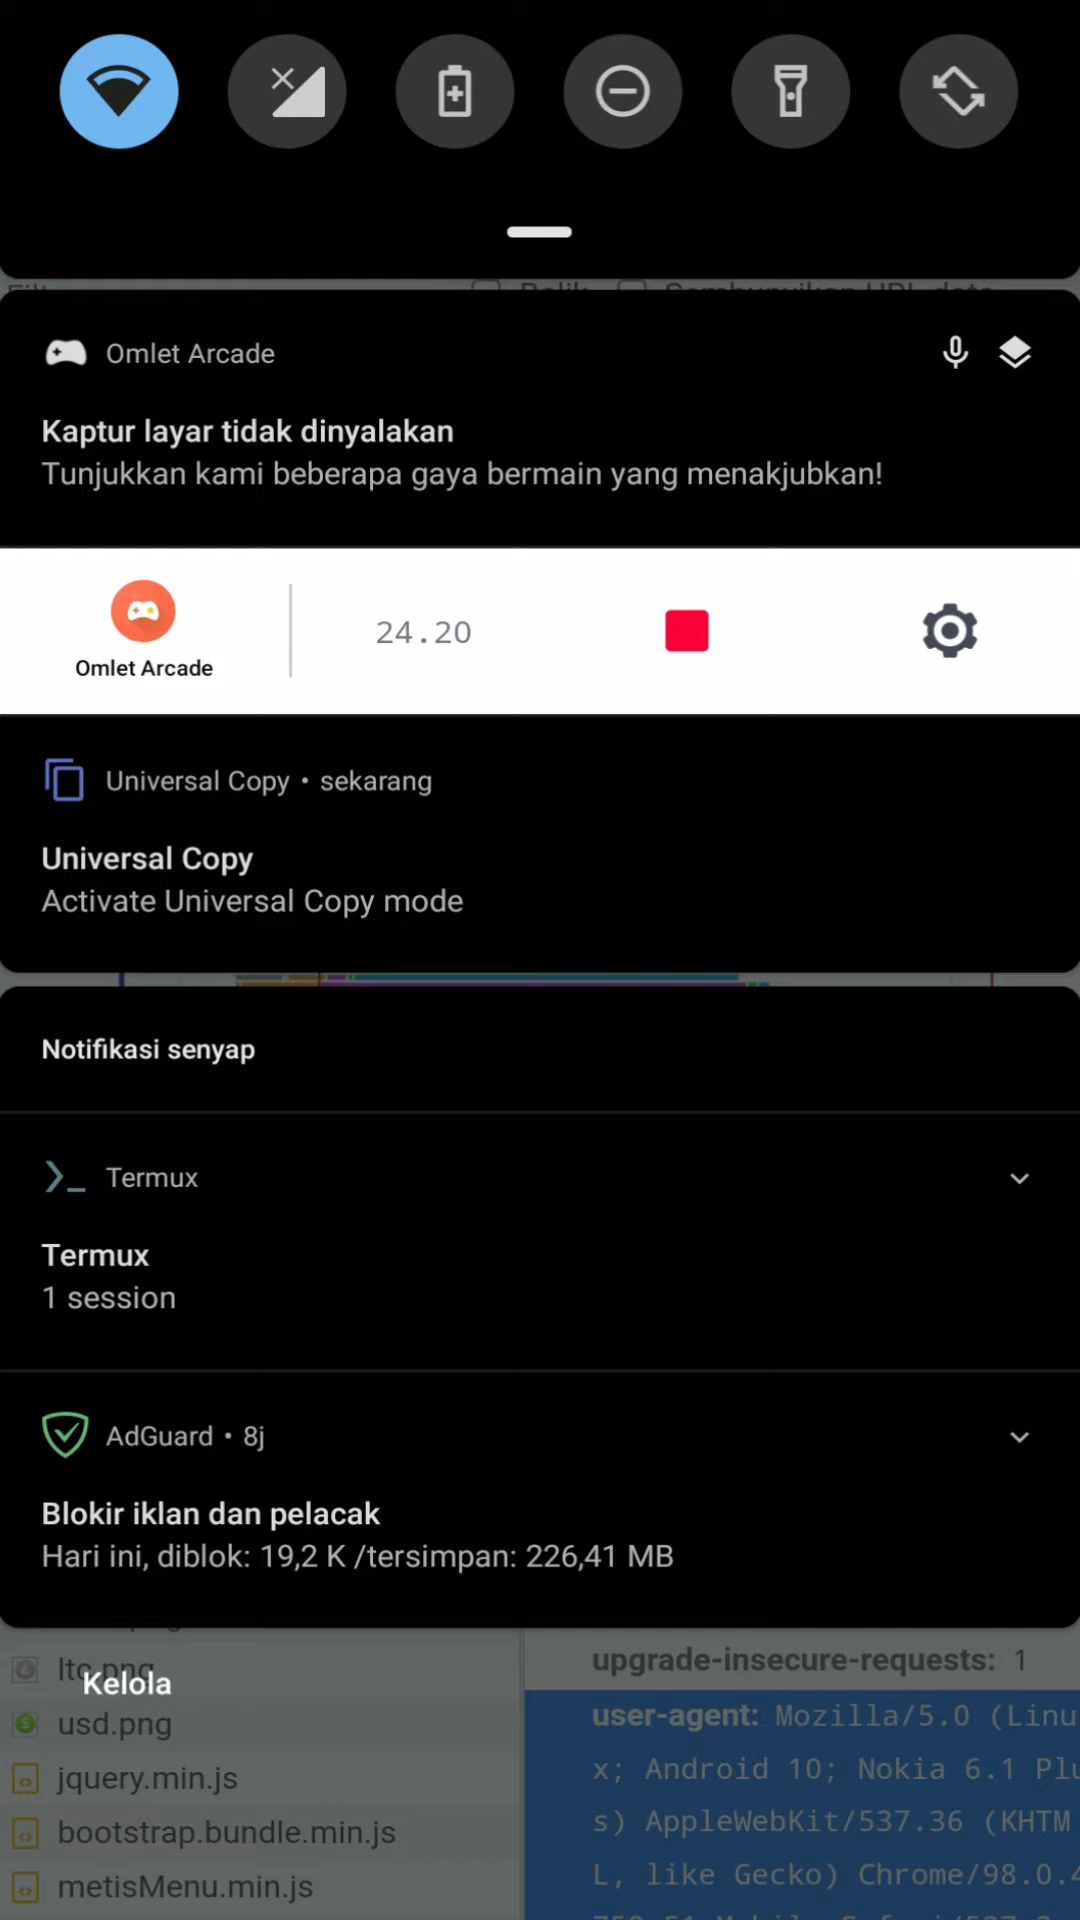 Omlet Arcade
Kaptur layar tidak dinyalakan
Tunjukkan kami beberapa gaya bermain yang menakjubkan!
Omlet Arcade
24.20
Universal Copy • sekarang
Universal Copy
Activate Universal Copy mode
Notifikasi senyap
Termux
Termux
1 session
AdGuard • 8j
Blokir iklan dan pelacak
Hari ini, diblok: 19,2 K /tersimpan: 226,41 MB
ltc.png
Kelola
usd.png
jquery.min.js
bootstrap.bundle.min.js
metisMenu.min.js
upgrade-insecure-requests: 1
user-agent: Mozilla/5.0 (Linu
x; Android 10; Nokia 6.1 Plu
s) AppleWebKit/537.36 (KHTM
L, like Gecko) Chrome/98.0.4